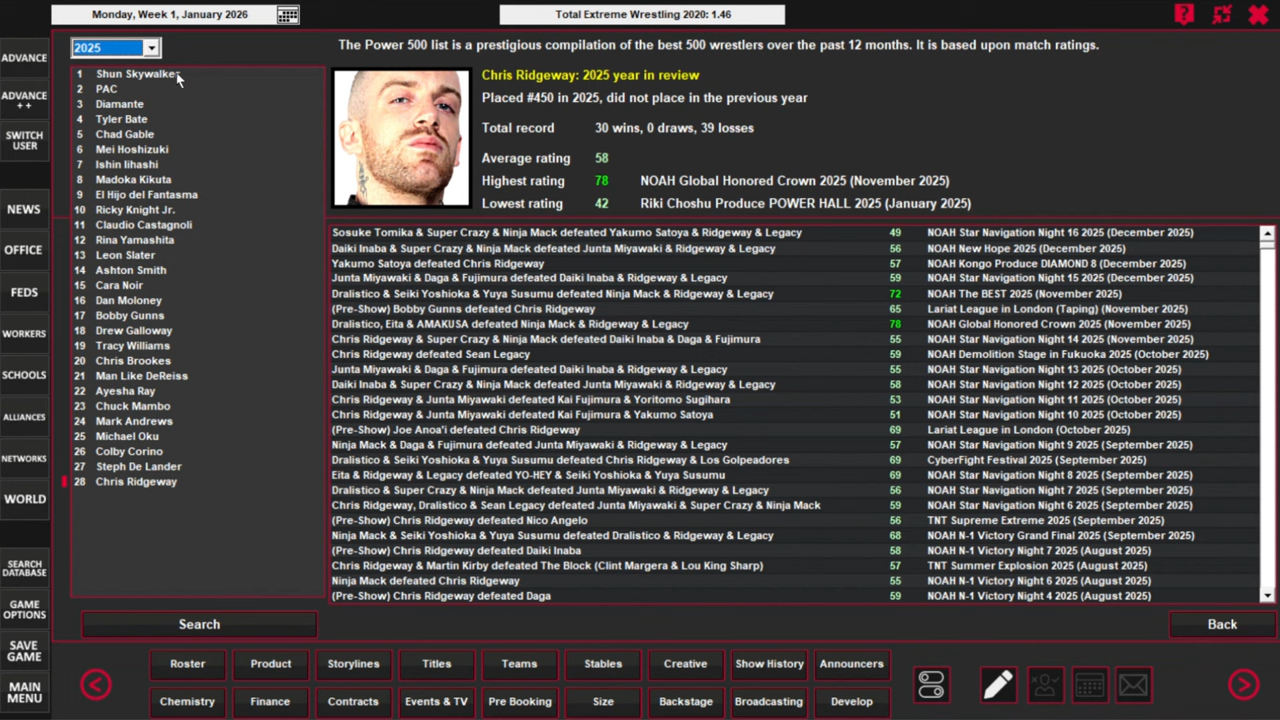 Monday, Week 1, January 2026
Total Extreme Wrestling 2020: 1.46
ADVANCE
ADVANCE
+ +
SWITCH
USER
NEWS
OFFICE
FEDS
WORKERS
SCHOOLS
ALLIANCES
NETWORKS
WORLD
SEARCH
DATABASE
GAME
OPTIONS
SAVE
GAME
MAIN
MENU
2025
1 Shun Skywalker
2 PAC
3 Diamante
4 Tyler Bate
5 Chad Gable
6 Mei Hoshizuki
7 Ishin Iihashi
8 Madoka Kikuta
9 El Hijo del Fantasma
10 Ricky Knight Jr.
11 Claudio Castagnoli
12 Rina Yamashita
13 Leon Slater
14 Ashton Smith
15 Cara Noir
16 Dan Moloney
17 Bobby Gunns
18 Drew Galloway
19 Tracy Williams
20 Chris Brookes
21 Man Like DeReiss
22 Ayesha Ray
23 Chuck Mambo
24 Mark Andrews
25 Michael Oku
26 Colby Corino
27 Steph De Lander
28 Chris Ridgeway
Search
The Power 500 list is a prestigious compilation of the best 500 wrestlers over the past 12 months. It is based upon match ratings.
Chris Ridgeway: 2025 year in review
Placed #450 in 2025, did not place in the previous year
Total record 30 wins, 0 draws, 39 losses
Average rating 58
Highest rating 78 NOAH Global Honored Crown 2025 (November 2025)
Lowest rating 42 Riki Choshu Produce POWER HALL 2025 (January 2025)
Sosuke Tomika & Super Crazy & Ninja Mack defeated Yakumo Satoya & Ridgeway & Legacy 49 NOAH Star Navigation Night 16 2025 (December 2025)
Daiki Inaba & Super Crazy & Ninja Mack defeated Junta Miyawaki & Ridgeway & Legacy 56 NOAH New Hope 2025 (December 2025)
Yakumo Satoya defeated Chris Ridgeway 57 NOAH Kongo Produce DIAMOND 8 (December 2025)
Junta Miyawaki & Daga & Fujimura defeated Daiki Inaba & Ridgeway & Legacy 59 NOAH Star Navigation Night 15 2025 (December 2025)
Dralistico & Seiki Yoshioka & Yuya Susumu defeated Ninja Mack & Ridgeway & Legacy 72 NOAH The BEST 2025 (November 2025)
(Pre-Show) Bobby Gunns defeated Chris Ridgeway 65 Lariat League in London (Taping) (November 2025)
Dralistico, Eita & AMAKUSA defeated Ninja Mack & Ridgeway & Legacy 78 NOAH Global Honored Crown 2025 (November 2025)
Chris Ridgeway & Super Crazy & Ninja Mack defeated Daiki Inaba & Daga & Fujimura 55 NOAH Star Navigation Night 14 2025 (November 2025)
Chris Ridgeway defeated Sean Legacy 59 NOAH Demolition Stage in Fukuoka 2025 (October 2025)
Junta Miyawaki & Daga & Fujimura defeated Daiki Inaba & Ridgeway & Legacy 55 NOAH Star Navigation Night 13 2025 (October 2025)
Daiki Inaba & Super Crazy & Ninja Mack defeated Junta Miyawaki & Ridgeway & Legacy 58 NOAH Star Navigation Night 12 2025 (October 2025)
Chris Ridgeway & Junta Miyawaki defeated Kai Fujimura & Yoritomo Sugihara 53 NOAH Star Navigation Night 11 2025 (October 2025)
Chris Ridgeway & Junta Miyawaki defeated Kai Fujimura & Yakumo Satoya 51 NOAH Star Navigation Night 10 2025 (October 2025)
(Pre-Show) Joe Anoa'i defeated Chris Ridgeway 69 Lariat League in London (October 2025)
Ninja Mack & Daga & Fujimura defeated Junta Miyawaki & Ridgeway & Legacy 57 NOAH Star Navigation Night 9 2025 (September 2025)
Dralistico & Seiki Yoshioka & Yuya Susumu defeated Chris Ridgeway & Los Golpeadores 69 CyberFight Festival 2025 (September 2025)
Eita & Ridgeway & Legacy defeated YO-HEY & Seiki Yoshioka & Yuya Susumu 69 NOAH Star Navigation Night 8 2025 (September 2025)
Dralistico & Super Crazy & Ninja Mack defeated Junta Miyawaki & Ridgeway & Legacy 56 NOAH Star Navigation Night 7 2025 (September 2025)
Chris Ridgeway, Dralistico & Sean Legacy defeated Junta Miyawaki & Super Crazy & Ninja Mack 59 NOAH Star Navigation Night 6 2025 (September 2025)
(Pre-Show) Chris Ridgeway defeated Nico Angelo 56 TNT Supreme Extreme 2025 (September 2025)
Ninja Mack & Seiki Yoshioka & Yuya Susumu defeated Dralistico & Ridgeway & Legacy 68 NOAH N-1 Victory Grand Final 2025 (September 2025)
(Pre-Show) Chris Ridgeway defeated Daiki Inaba 58 NOAH N-1 Victory Night 7 2025 (August 2025)
Chris Ridgeway & Martin Kirby defeated The Block (Clint Margera & Lou King Sharp) 57 TNT Summer Explosion 2025 (August 2025)
Ninja Mack defeated Chris Ridgeway 55 NOAH N-1 Victory Night 6 2025 (August 2025)
(Pre-Show) Chris Ridgeway defeated Daga 59 NOAH N-1 Victory Night 4 2025 (August 2025)
Back
Roster Product Storylines Titles Teams Stables Creative Show History Announcers
Chemistry Finance Contracts Events & TV Pre Booking Size Backstage Broadcasting Develop